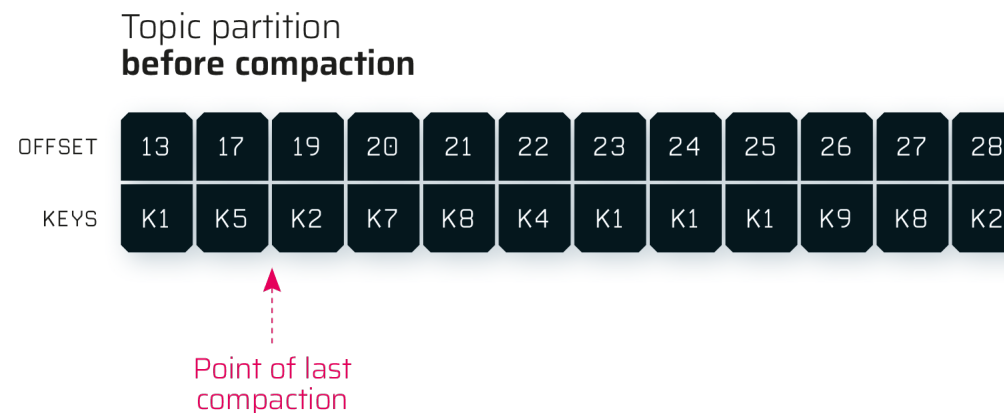 Topic partition
before compaction
OFFSET 13 17 19 20 21 22 23 24 25 26 27 28
KEYS K1 K5 K2 K7 K8 K4 K1 K1 K1 K9 K8 K2
Point of last
compaction